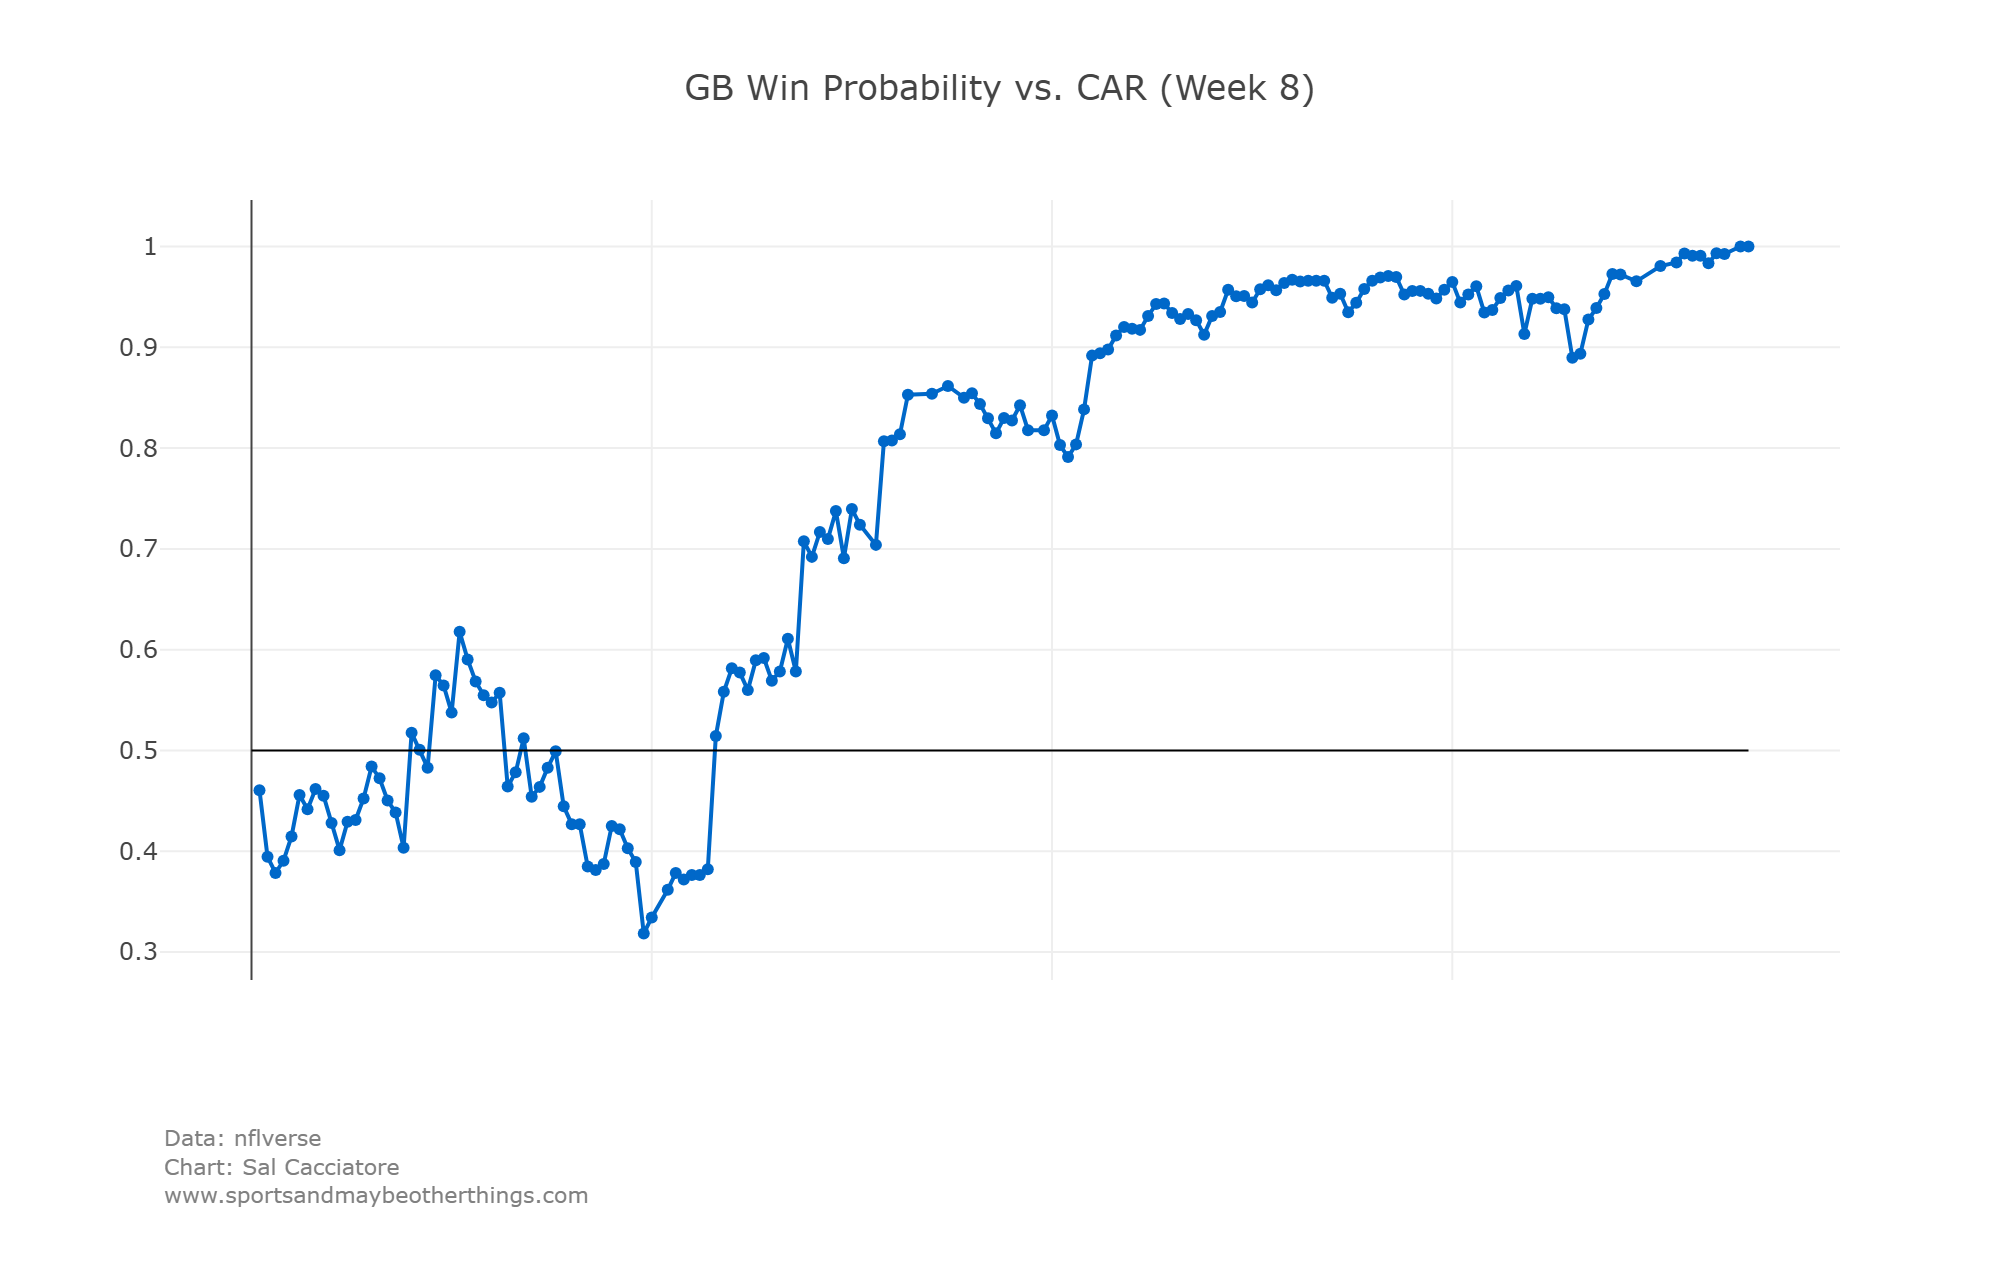 GB Win Probability vs. CAR (Week 8)
1
0.9
0.8
0.7
0.6
0.5
0.4
0.3
Data: nflverse
Chart: Sal Cacciatore
www.sportsandmaybeotherthings.com